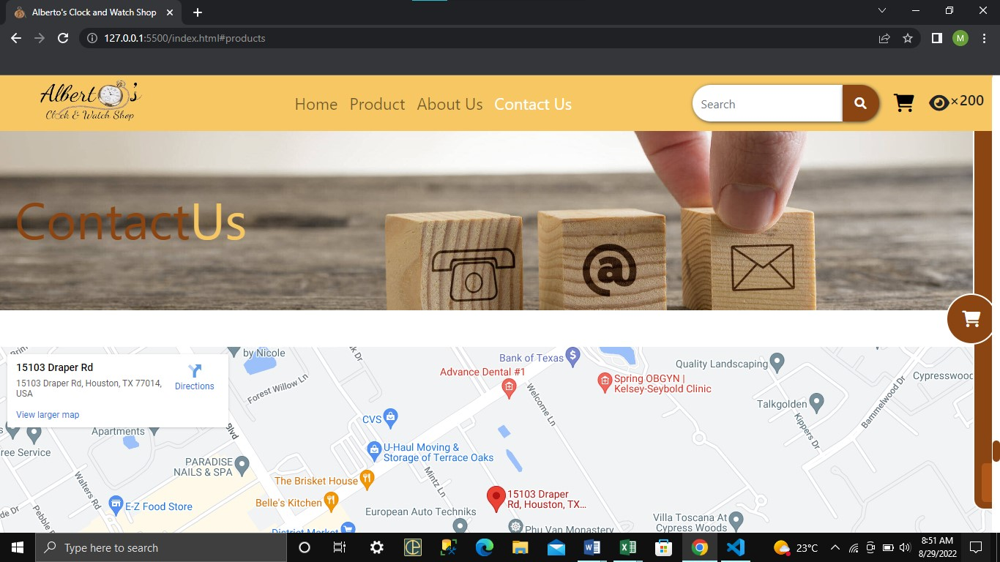 Alberto's Clock and Watch Shop
127.0.0.1:5500/index.html#products
M
Alberto's
Clock & Watch Shop
Home Product About Us Contact Us
Search
×200
ContactUs
@
15103 Draper Rd
15103 Draper Rd, Houston, TX 77014,
USA
Directions
View larger map
by Nicole
Forest Willow Ln
Blvd
Apartments
ree Service
PARADISE
NAILS & SPA
Walters Rd
E-Z Food Store
de Dr
Pebble
Bank of Texas
$
Advance Dental #1
Spring OBGYN |
Kelsey-Seybold Clinic
Quality Landscaping
Cypresswood
Talkgolden
Bammelwood Dr
Kippers Dr
Welcome Ln
CVS
U-Haul Moving &
Storage of Terrace Oaks
The Brisket House
Mintz Ln
Belle's Kitchen
European Auto Techniks
District Market
15103 Draper
Rd, Houston, TX...
Phu Van Monastery
Villa Toscana At
Cypress Woods
Type here to search
23°C
8:51 AM
8/29/2022